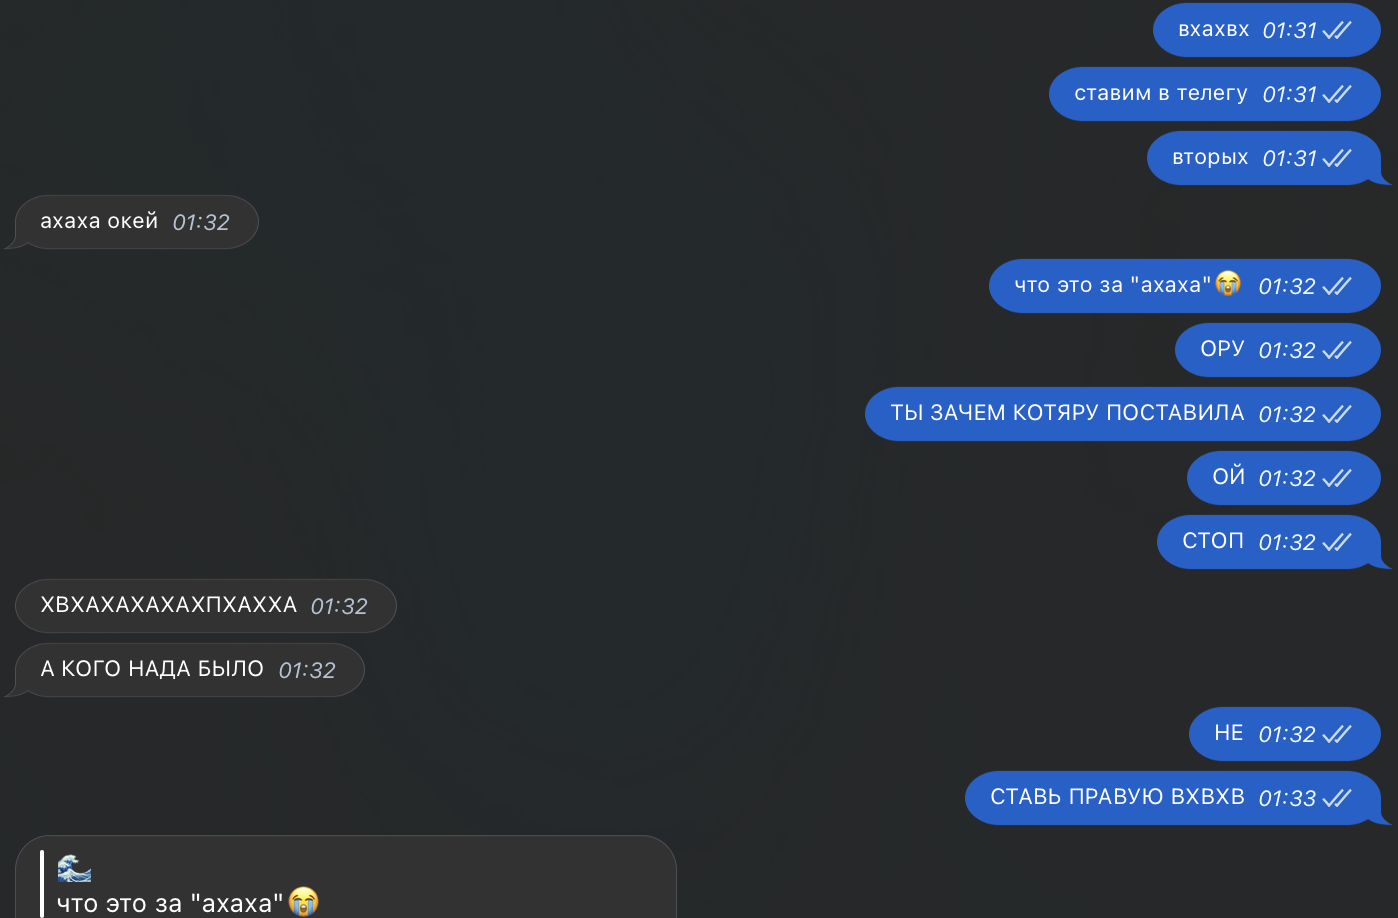 вхахвх 01:31
ставим в телегу 01:31
вторых 01:31
ахаха окей 01:32
что это за "ахаха"😭 01:32
ОРУ 01:32
ТЫ ЗАЧЕМ КОТЯРУ ПОСТАВИЛА 01:32
ОЙ 01:32
СТОП 01:32
ХВХАХАХАХАХПХАХХА 01:32
А КОГО НАДА БЫЛО 01:32
НЕ 01:32
СТАВЬ ПРАВУЮ ВХВХВ 01:33
🌊
что это за "ахаха"😭